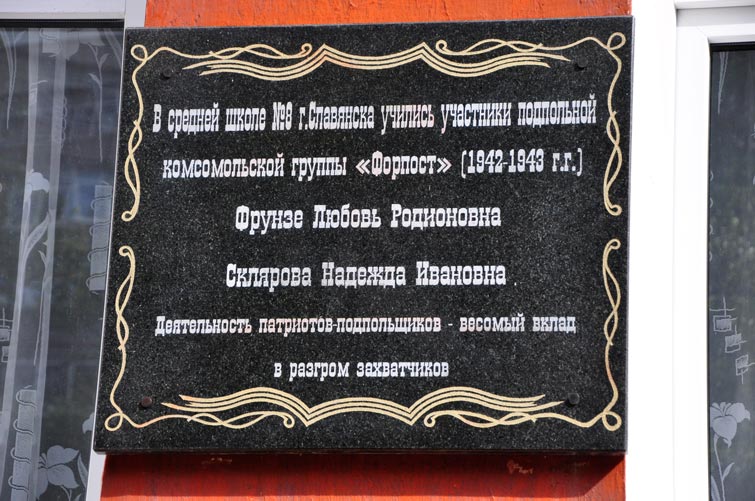 В средней школе №8 г.Славянска учились участники подпольной
комсомольской группы «Форпост» (1942-1943 г.г.)
Фрунзе Любовь Родионовна
Склярова Надежда Ивановна
Деятельность патриотов-подпольщиков - весомый вклад
в разгром захватчиков